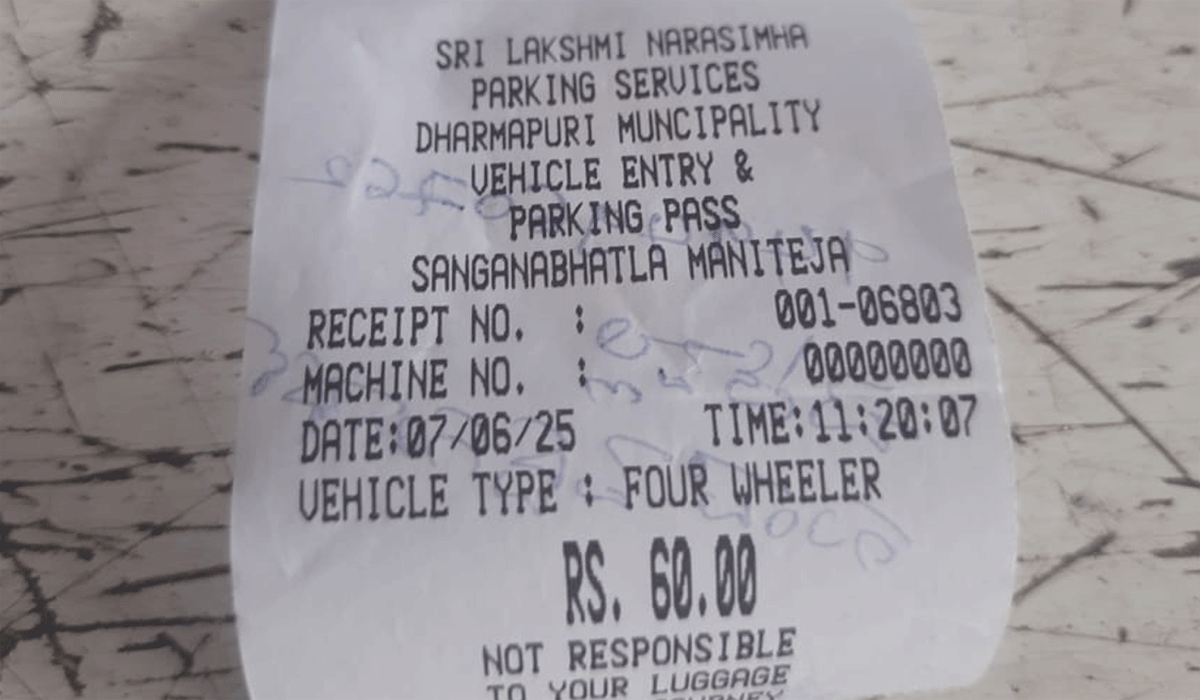 SRI LAKSHMI NARASIMHA
PARKING SERVICES
DHARMAPURI MUNCIPALITY
VEHICLE ENTRY &
PARKING PASS
SANGANABHATLA MANITEJA
RECEIPT NO. : 001-06803
MACHINE NO. : 00000000
DATE:07/06/25 TIME:11:20:07
VEHICLE TYPE : FOUR WHEELER
RS. 60.00
NOT RESPONSIBLE
TO YOUR LUGGAGE